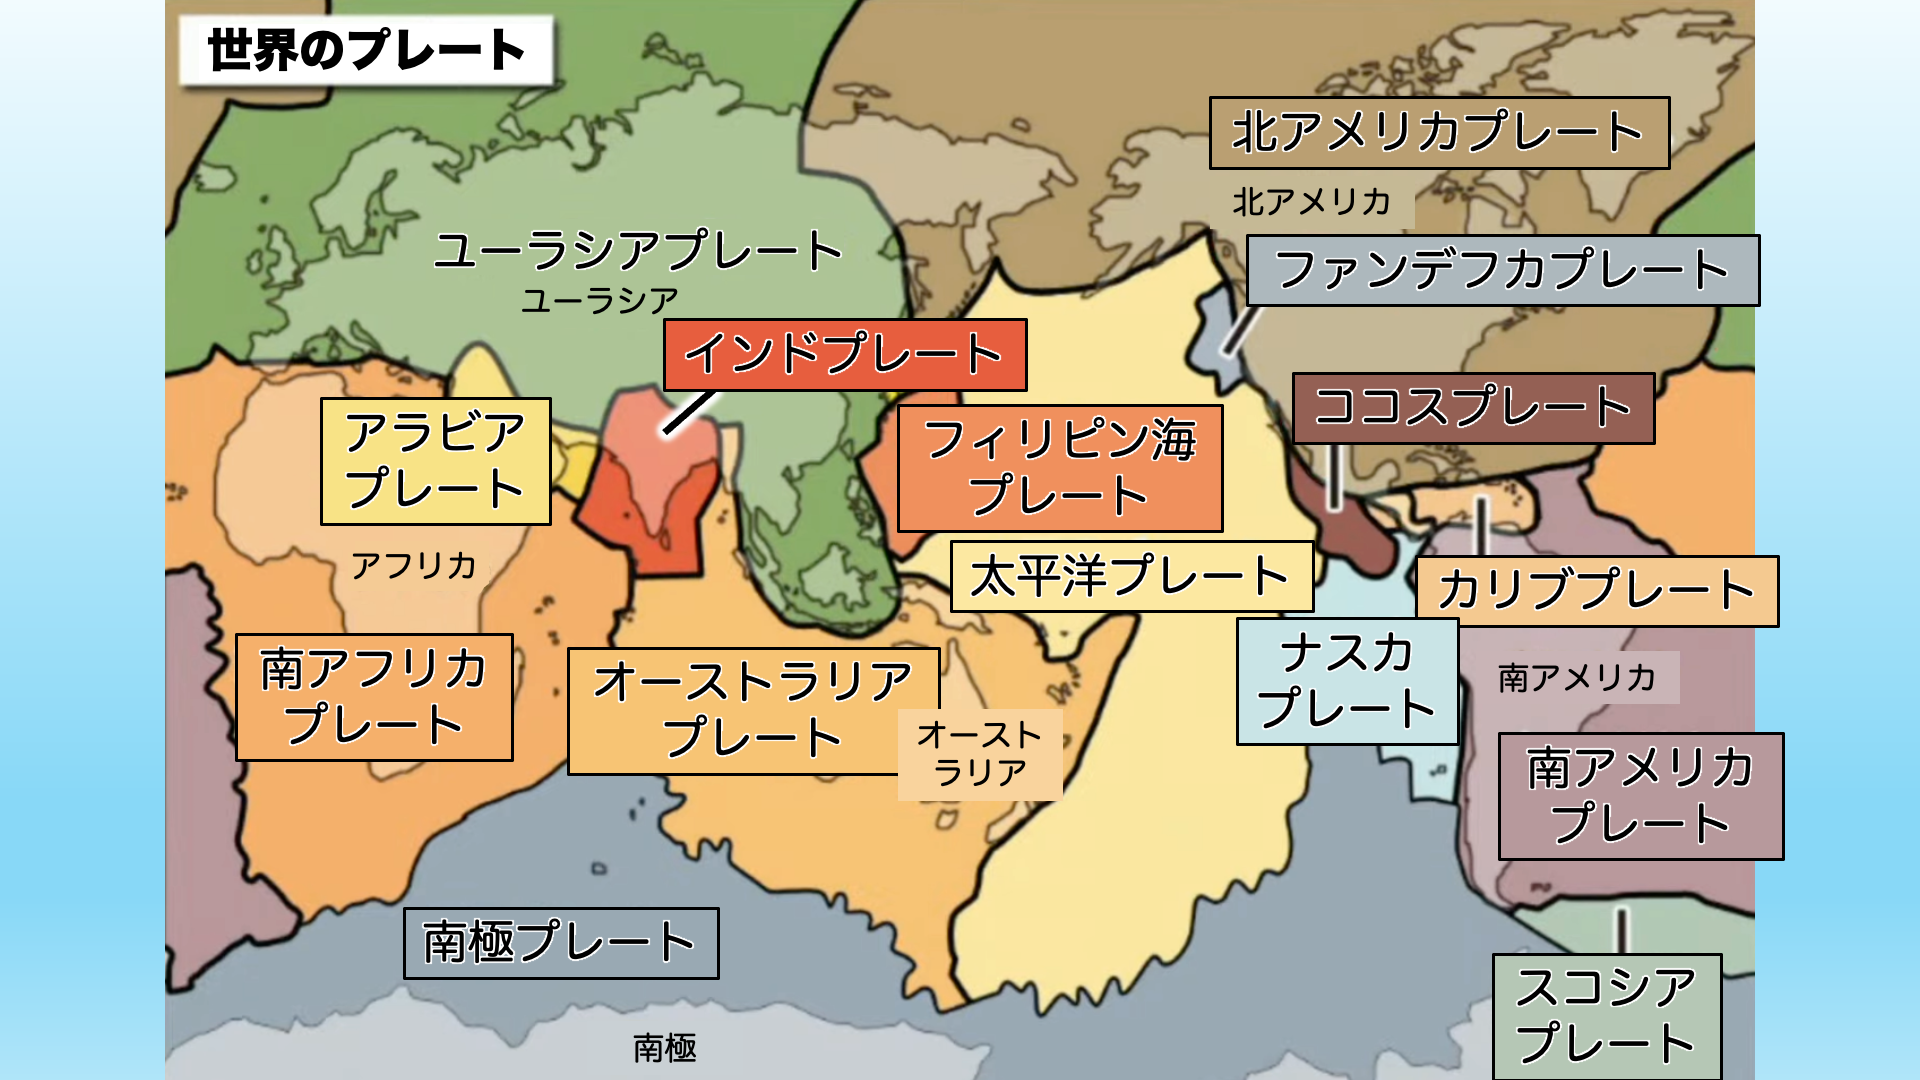 世界のプレート
北アメリカプレート
北アメリカ
ユーラシアプレート
ユーラシア
ファンデフカプレート
インドプレート
ココスプレート
アラビア
プレート
フィリピン海
プレート
アフリカ
太平洋プレート
カリブプレート
南アフリカ
プレート
オーストラリア
プレート
オースト
ラリア
ナスカ
プレート
南アメリカ
南アメリカ
プレート
南極プレート
スコシア
プレート
南極